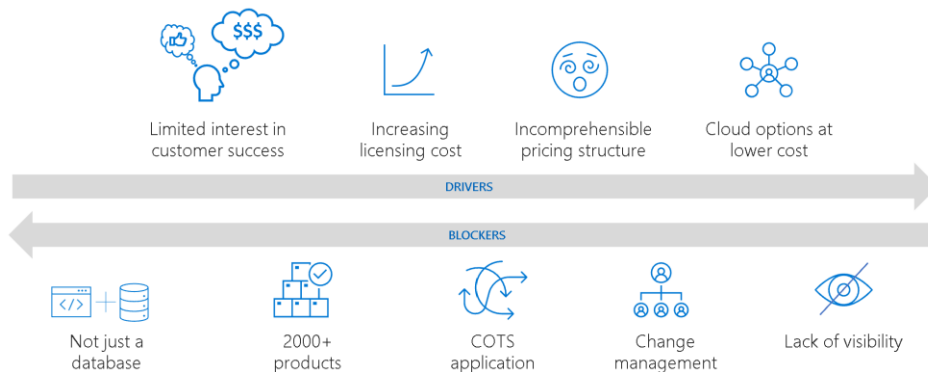 $$$
Limited interest in
customer success
Increasing
licensing cost
Incomprehensible
pricing structure
Cloud options at
lower cost
DRIVERS
BLOCKERS
</>
Not just a
database
2000+
products
COTS
application
Change
management
Lack of visibility